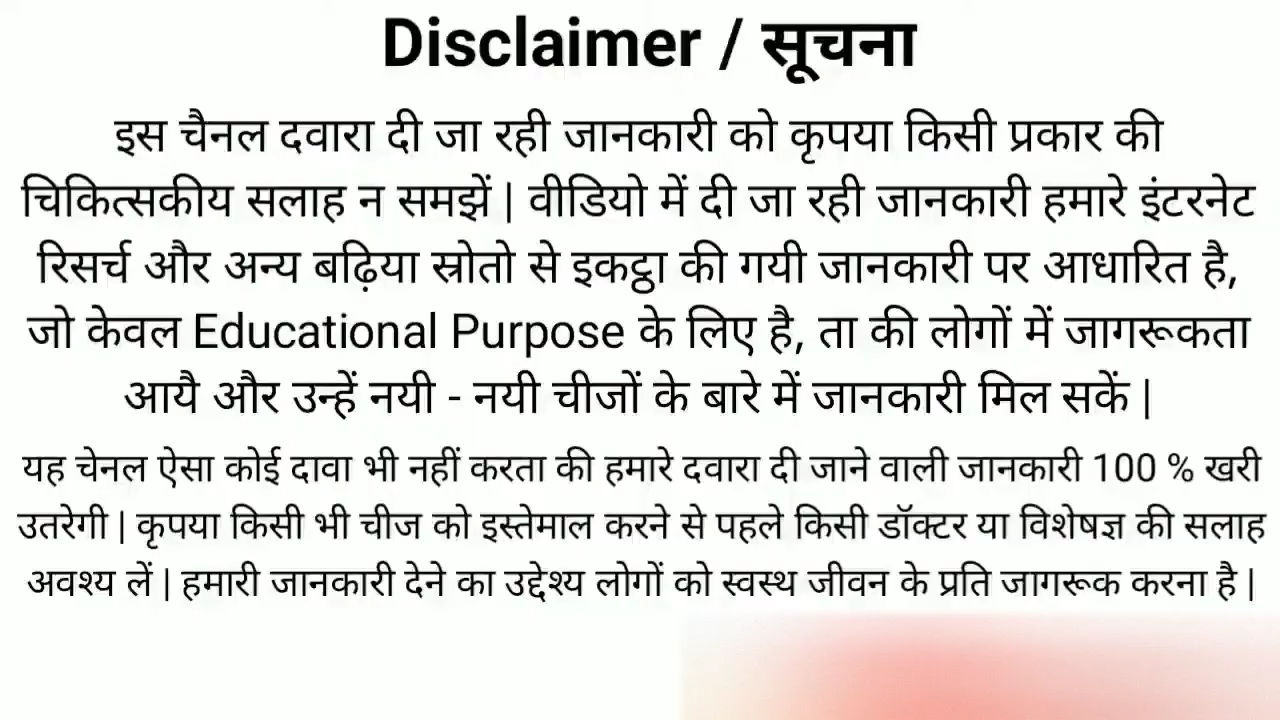 Disclaimer / सूचना
इस चैनल दवारा दी जा रही जानकारी को कृपया किसी प्रकार की
चिकित्सकीय सलाह न समझें | वीडियो में दी जा रही जानकारी हमारे इंटरनेट
रिसर्च और अन्य बढ़िया स्रोतो से इकट्ठा की गयी जानकारी पर आधारित है,
जो केवल Educational Purpose के लिए है, ता की लोगों में जागरूकता
आयै और उन्हें नयी - नयी चीजों के बारे में जानकारी मिल सकें |
यह चेनल ऐसा कोई दावा भी नहीं करता की हमारे दवारा दी जाने वाली जानकारी 100 % खरी
उतरेगी | कृपया किसी भी चीज को इस्तेमाल करने से पहले किसी डॉक्टर या विशेषज्ञ की सलाह
अवश्य लें | हमारी जानकारी देने का उद्देश्य लोगों को स्वस्थ जीवन के प्रति जागरूक करना है |